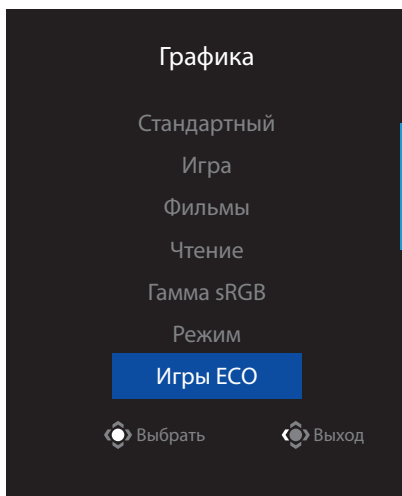 Графика
Стандартный
Игра
Фильмы
Чтение
Гамма sRGB
Режим
Игры ECO
Выбрать Выход